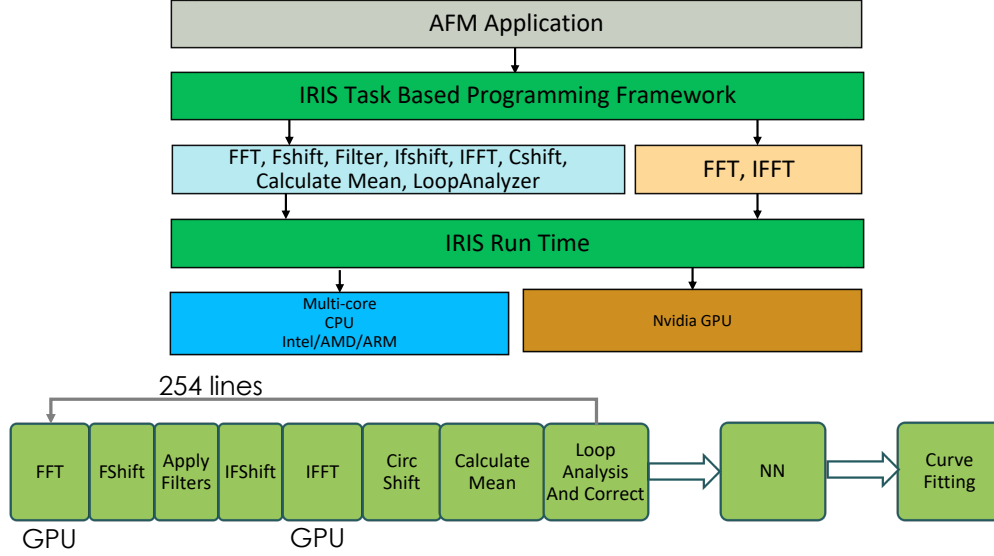 AFM Application
IRIS Task Based Programming Framework
FFT, Fshift, Filter, Ifshift, IFFT, Cshift,
Calculate Mean, LoopAnalyzer
FFT, IFFT
IRIS Run Time
Multi-core
CPU
Intel/AMD/ARM
Nvidia GPU
254 lines
FFT
FShift
Apply
Filters
IFShift
IFFT
Circ
Shift
Calculate
Mean
Loop
Analysis
And Correct
NN
Curve
Fitting
GPU
GPU